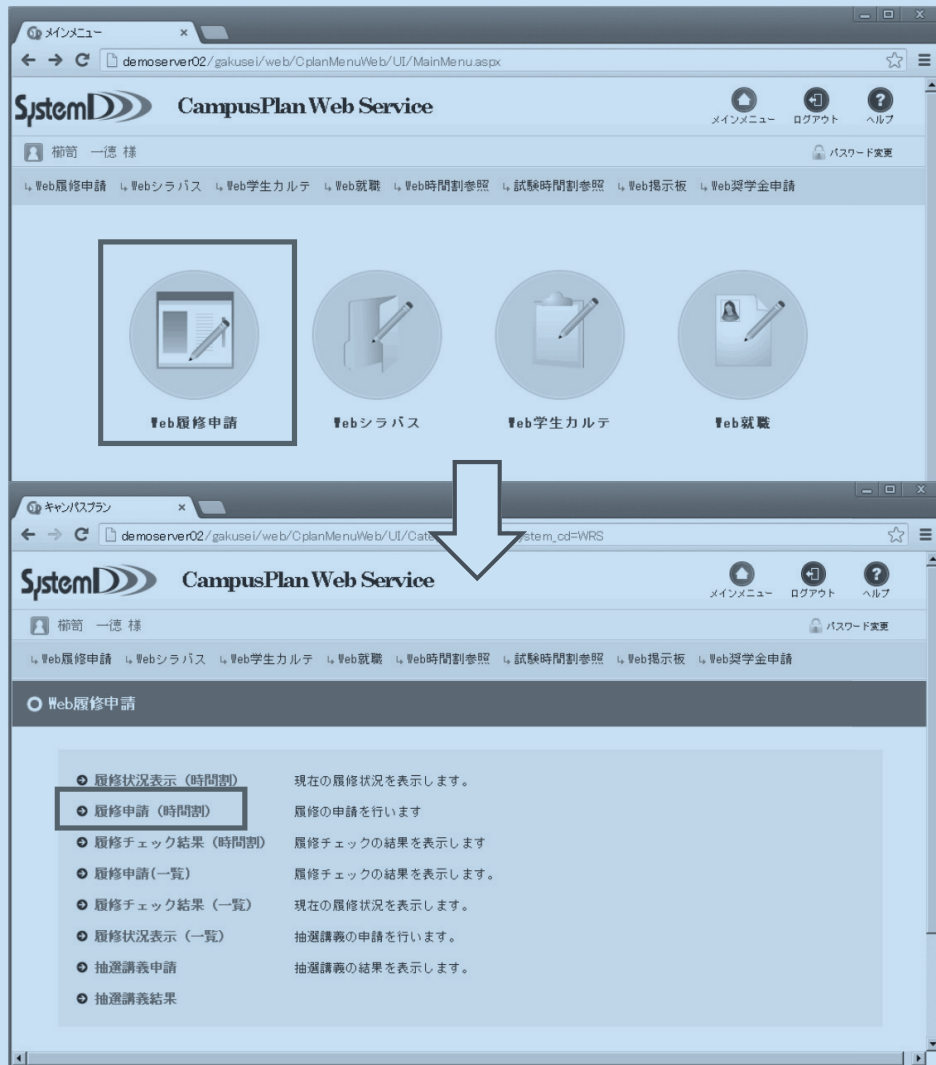 メインメニュー
demoserver02/gakusei/web/CplanMenuWeb/UI/MainMenu.aspx
SystemD CampusPlan Web Service
メインメニュー ログアウト ヘルプ
櫛笥 一徳 様 パスワード変更
Web履修申請 Webシラバス Web学生カルテ Web就職 Web時間割参照 試験時間割参照 Web掲示板 Web奨学金申請
Web履修申請 Webシラバス Web学生カルテ Web就職
キャンパスプラン
demoserver02/gakusei/web/CplanMenuWeb/UI/Cate ystem_cd=WRS
SystemD CampusPlan Web Service
メインメニュー ログアウト ヘルプ
櫛笥 一徳 様 パスワード変更
Web履修申請 Webシラバス Web学生カルテ Web就職 Web時間割参照 試験時間割参照 Web掲示板 Web奨学金申請
Web履修申請
履修状況表示（時間割） 現在の履修状況を表示します。
履修申請（時間割） 履修の申請を行います
履修チェック結果（時間割） 履修チェックの結果を表示します
履修申請(一覧) 履修チェックの結果を表示します。
履修チェック結果（一覧） 現在の履修状況を表示します。
履修状況表示（一覧） 抽選講義の申請を行います。
抽選講義申請 抽選講義の結果を表示します。
抽選講義結果